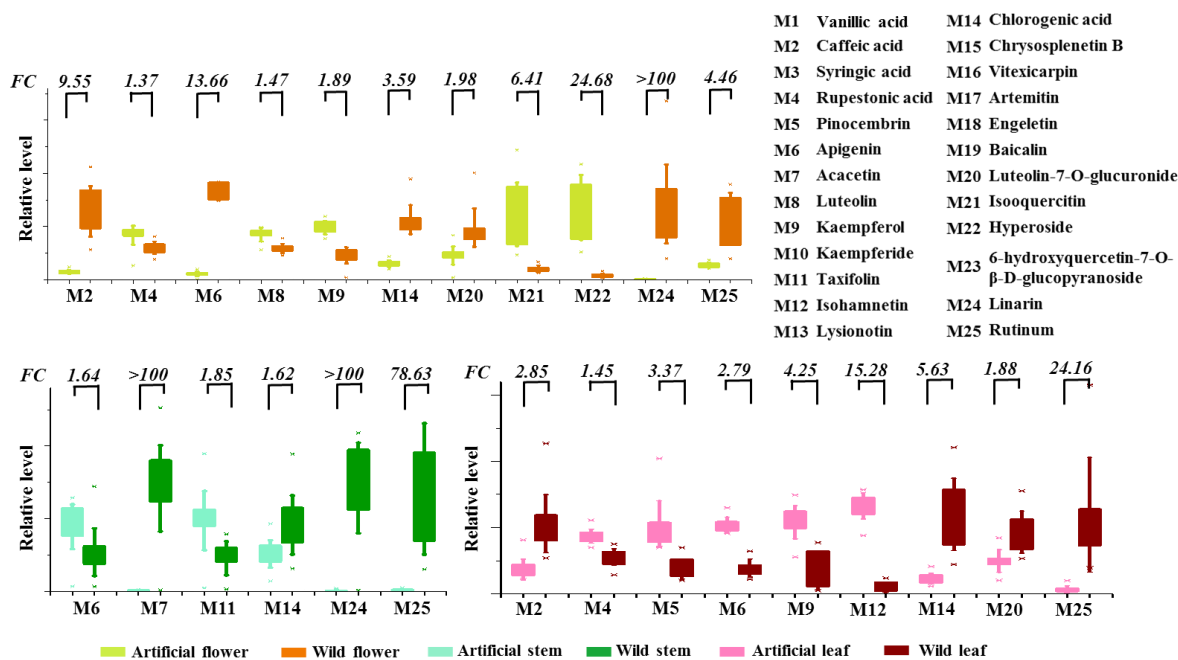 FC 9.55 1.37 13.66 1.47 1.89 3.59 1.98 6.41 24.68 >100 4.46
Relative level
M2 M4 M6 M8 M9 M14 M20 M21 M22 M24 M25
M1 Vanillic acid
M2 Caffeic acid
M3 Syringic acid
M4 Rupestonic acid
M5 Pinocembrin
M6 Apigenin
M7 Acacetin
M8 Luteolin
M9 Kaempferol
M10 Kaempferide
M11 Taxifolin
M12 Isohamnetin
M13 Lysionotin
M14 Chlorogenic acid
M15 Chrysosplenetin B
M16 Vitexicarpin
M17 Artemitin
M18 Engeletin
M19 Baicalin
M20 Luteolin-7-O-glucuronide
M21 Isooquercitin
M22 Hyperoside
M23 6-hydroxyquercetin-7-O-
β-D-glucopyranoside
M24 Linarin
M25 Rutinum
FC 1.64 >100 1.85 1.62 >100 78.63
Relative level
M6 M7 M11 M14 M24 M25
FC 2.85 1.45 3.37 2.79 4.25 15.28 5.63 1.88 24.16
Relative level
M2 M4 M5 M6 M9 M12 M14 M20 M25
Artificial flower Wild flower Artificial stem Wild stem Artificial leaf Wild leaf